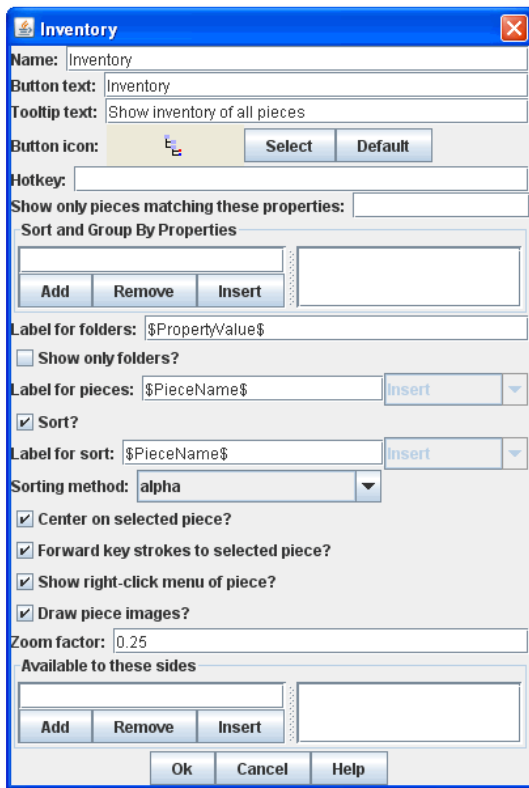 Inventory
Name: Inventory
Button text: Inventory
Tooltip text: Show inventory of all pieces
Button icon: Select Default
Hotkey:
Show only pieces matching these properties:
Sort and Group By Properties
Add Remove Insert
Label for folders: $PropertyValue$
Show only folders?
Label for pieces: $PieceName$ Insert
Sort?
Label for sort: $PieceName$ Insert
Sorting method: alpha
Center on selected piece?
Forward key strokes to selected piece?
Show right-click menu of piece?
Draw piece images?
Zoom factor: 0.25
Available to these sides
Add Remove Insert
Ok Cancel Help